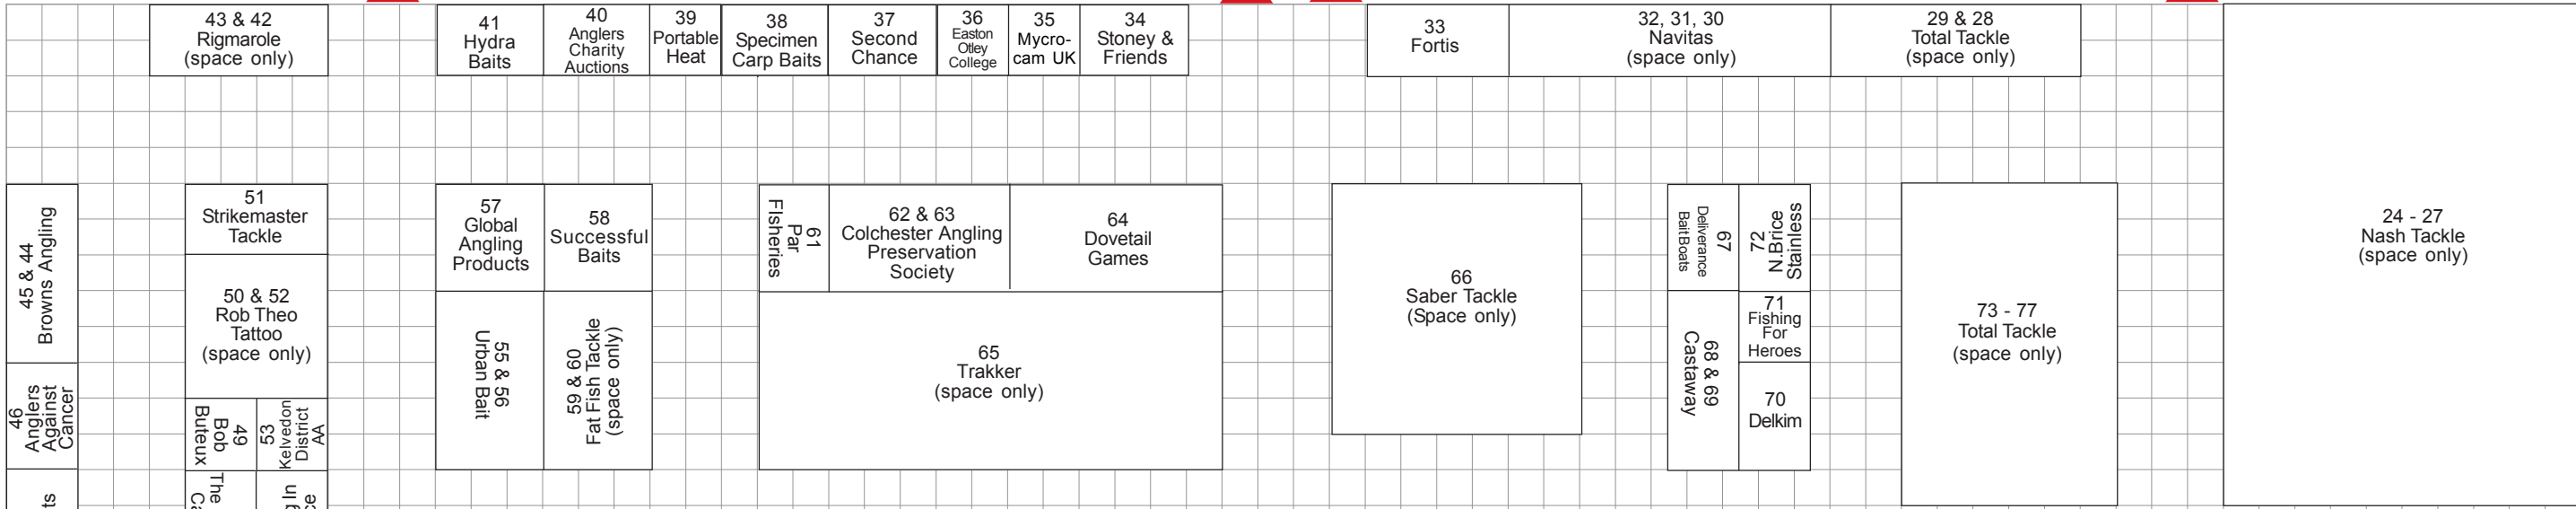 43 & 42
Rigmarole
(space only)
41
Hydra
Baits
40
Anglers
Charity
Auctions
39
Portable
Heat
38
Specimen
Carp Baits
37
Second
Chance
36
Easton
Otley
College
35
Mycro-
cam UK
34
Stoney &
Friends
33
Fortis
32, 31, 30
Navitas
(space only)
29 & 28
Total Tackle
(space only)
24 - 27
Nash Tackle
(space only)
45 & 44
Browns Angling
46
Anglers
Against
Cancer
51
Strikemaster
Tackle
50 & 52
Rob Theo
Tattoo
(space only)
49
Bob
Buteux
53
Kelvedon
District
AA
The
57
Global
Angling
Products
58
Successful
Baits
55 & 56
Urban Bait
59 & 60
Fat Fish Tackle
(space only)
61
Par
FIsheries
62 & 63
Colchester Angling
Preservation
Society
64
Dovetail
Games
65
Trakker
(space only)
66
Saber Tackle
(Space only)
67
Deliverance
Bait Boats
72
N.Brice
Stainless
68 & 69
Castaway
71
Fishing
For
Heroes
70
Delkim
73 - 77
Total Tackle
(space only)